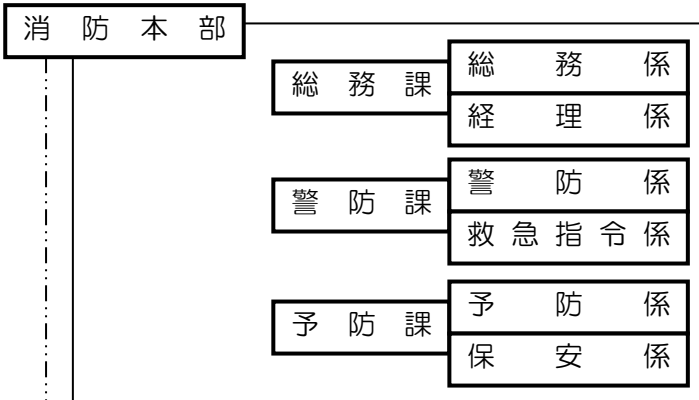 消防本部
総務課
総務係
経理係
警防課
警防係
救急指令係
予防課
予防係
保安係